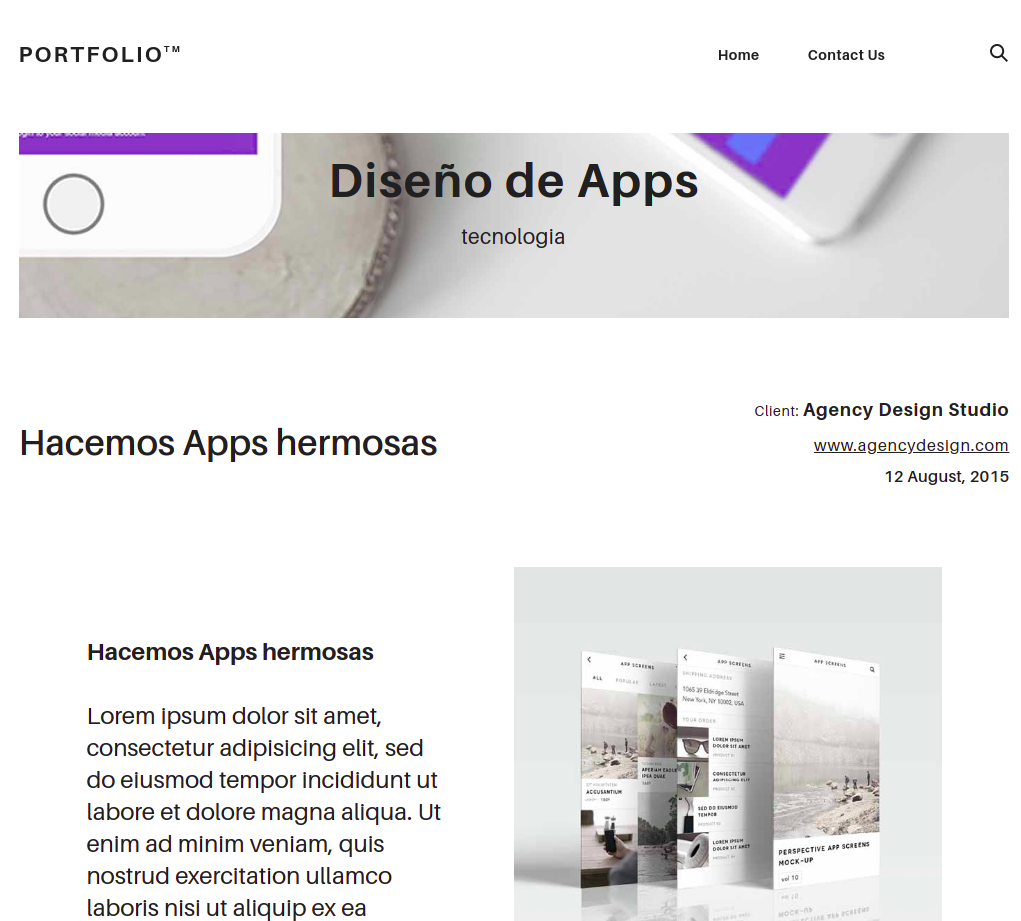 PORTFOLIO™
Home
Contact Us
Diseño de Apps
tecnologia
Hacemos Apps hermosas
Client: Agency Design Studio
www.agencydesign.com
12 August, 2015
Hacemos Apps hermosas
Lorem ipsum dolor sit amet,
consectetur adipisicing elit, sed
do eiusmod tempor incididunt ut
labore et dolore magna aliqua. Ut
enim ad minim veniam, quis
nostrud exercitation ullamco
laboris nisi ut aliquip ex ea
APP SCREENS
ALL
POPULAR
LATEST
APERIAM EAQUE
IPSA QUAE
ACCUSANTIUM
APP SCREENS
SHIPPING ADDRESS
1065 39 Eldridge Street
New York, NY 10002, USA
YOUR ORDER
LOREM IPSUM
DOLOR SIT AMET
CONSECTETUR
ADIPISICING ELIT
SED DO EIUSMOD
TEMPOR
LOREM IPSUM
DOLOR SIT AMET
APP SCREENS
PERSPECTIVE APP SCREENS
MOCK-UP
vol 10